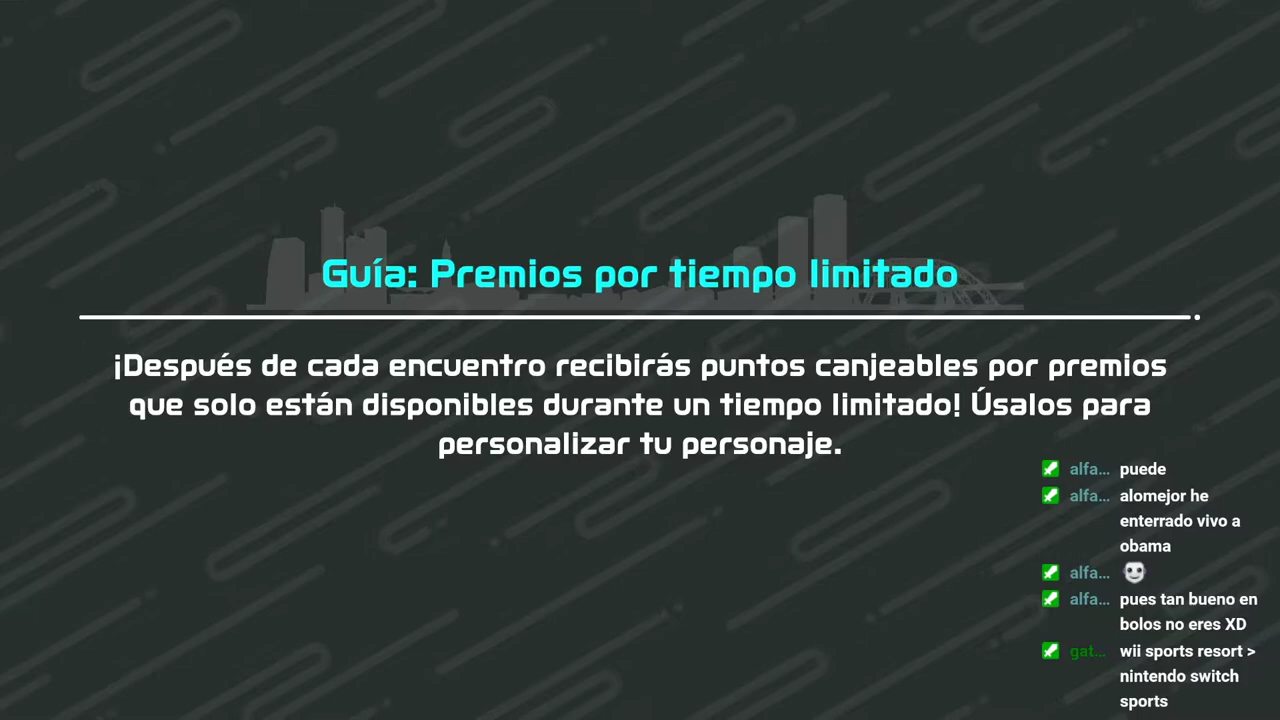 Guía: Premios por tiempo limitado
¡Después de cada encuentro recibirás puntos canjeables por premios
que solo están disponibles durante un tiempo limitado! Úsalos para
personalizar tu personaje.
alfa... puede
alfa... alomejor he
enterrado vivo a
obama
alfa...
alfa... pues tan bueno en
bolos no eres XD
gat... wii sports resort >
nintendo switch
sports